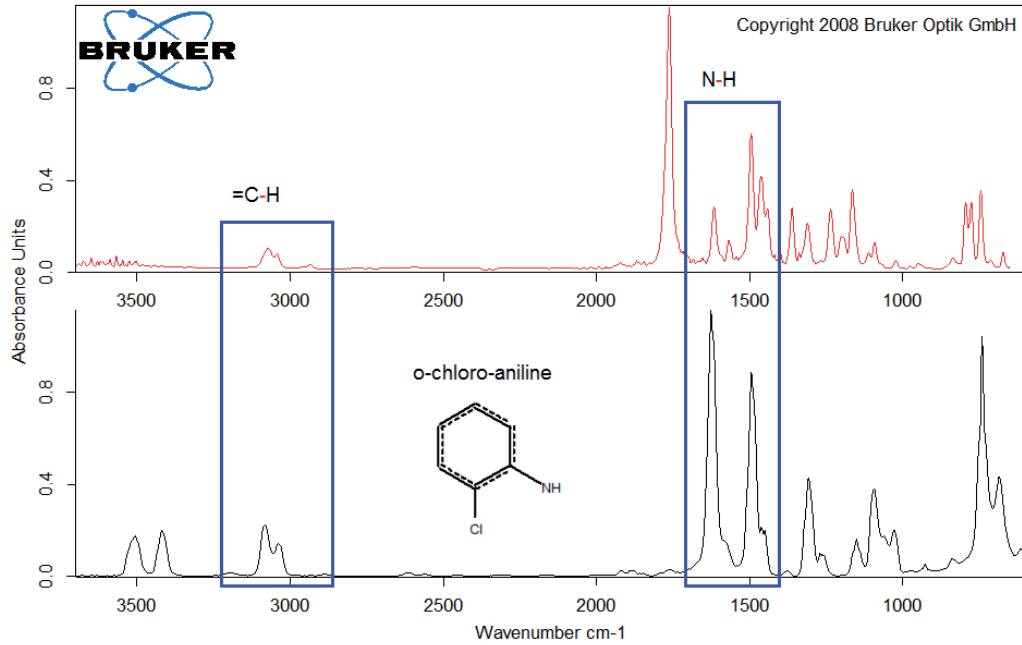 Copyright 2008 Bruker Optik GmbH
BRUKER
N-H
=C-H
0.8
0.4
0.0
3500 3000 2500 2000 1500 1000
Absorbance Units
o-chloro-aniline
NH
Cl
0.8
0.4
0.0
3500 3000 2500 2000 1500 1000
Wavenumber cm-1